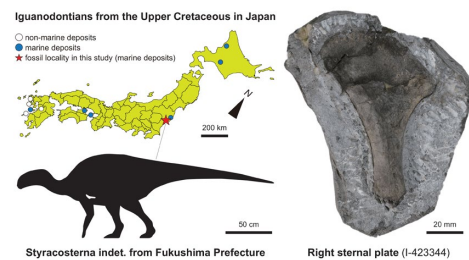 Iguanodontians from the Upper Cretaceous in Japan
non-marine deposits
marine deposits
fossil locality in this study (marine deposits)
N
200 km
50 cm
Styracosterna indet. from Fukushima Prefecture
20 mm
Right sternal plate (I-423344)